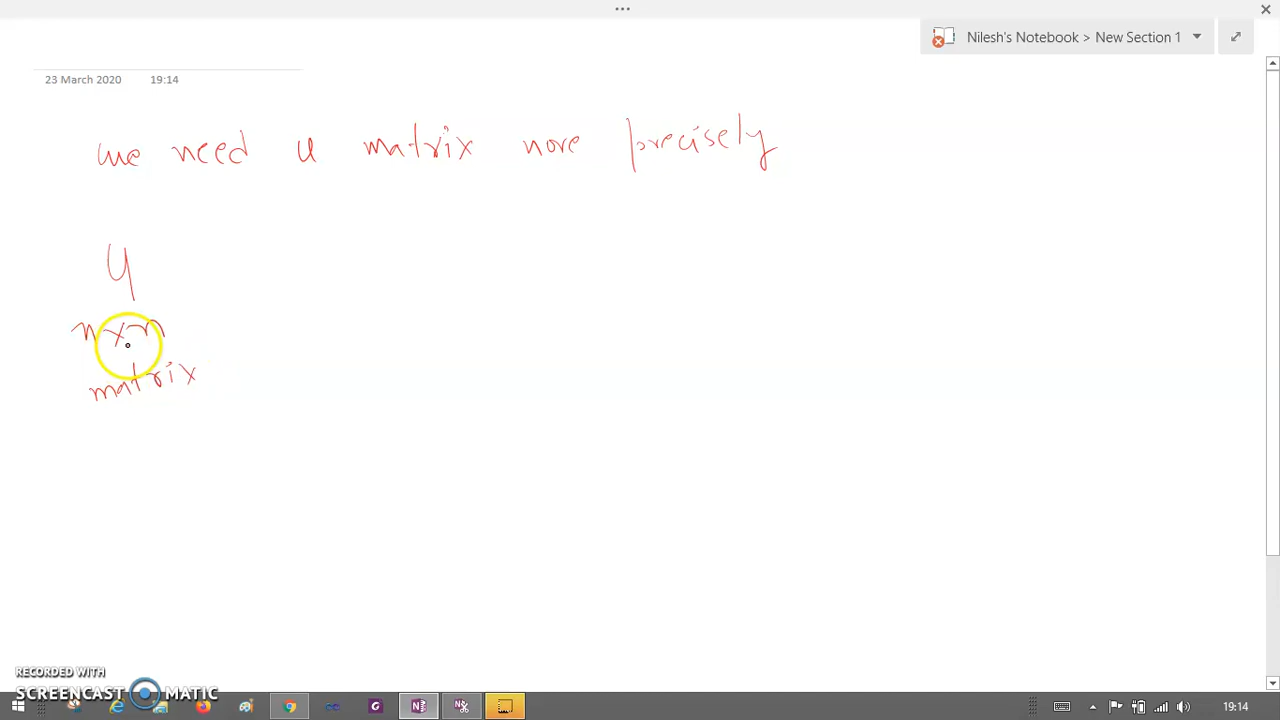 Nilesh's Notebook > New Section 1
23 March 2020 19:14
we need u matrix nore precisely
u
n x n
matrix
RECORDED WITH
SCREENCAST MATIC
19:14